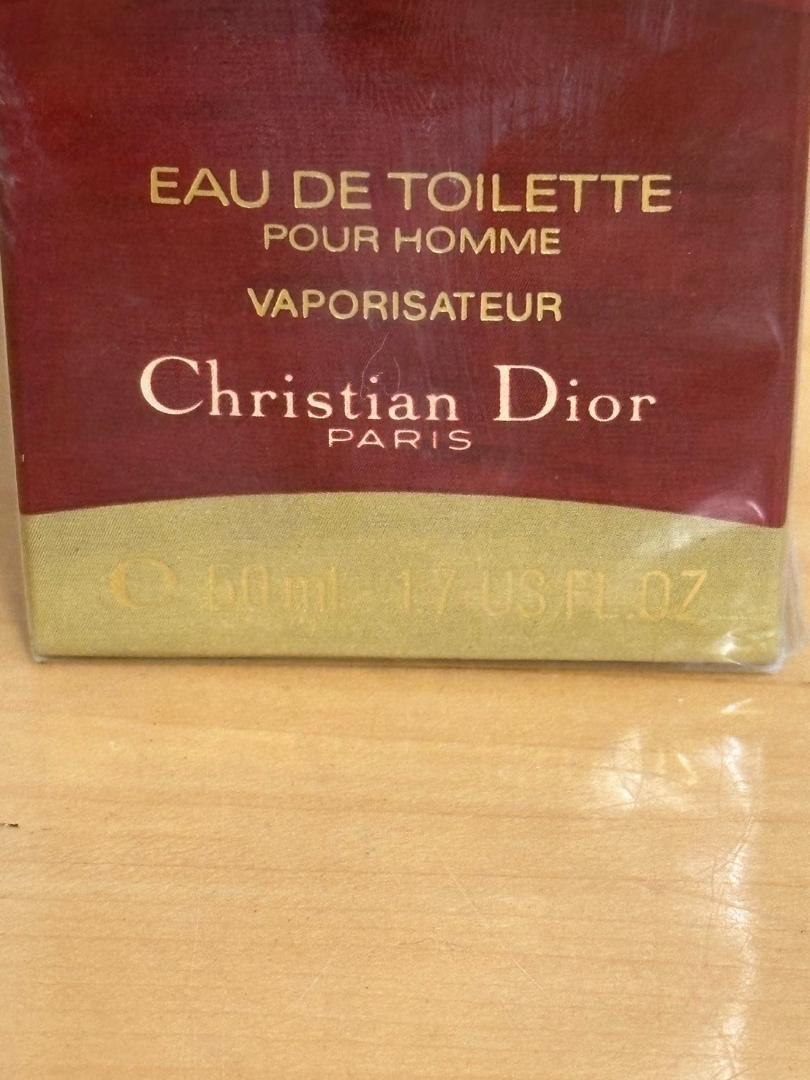 EAU DE TOILETTE
POUR HOMME
VAPORISATEUR
Christian Dior
PARIS
℮ 50 ml - 1.7 US FL.OZ